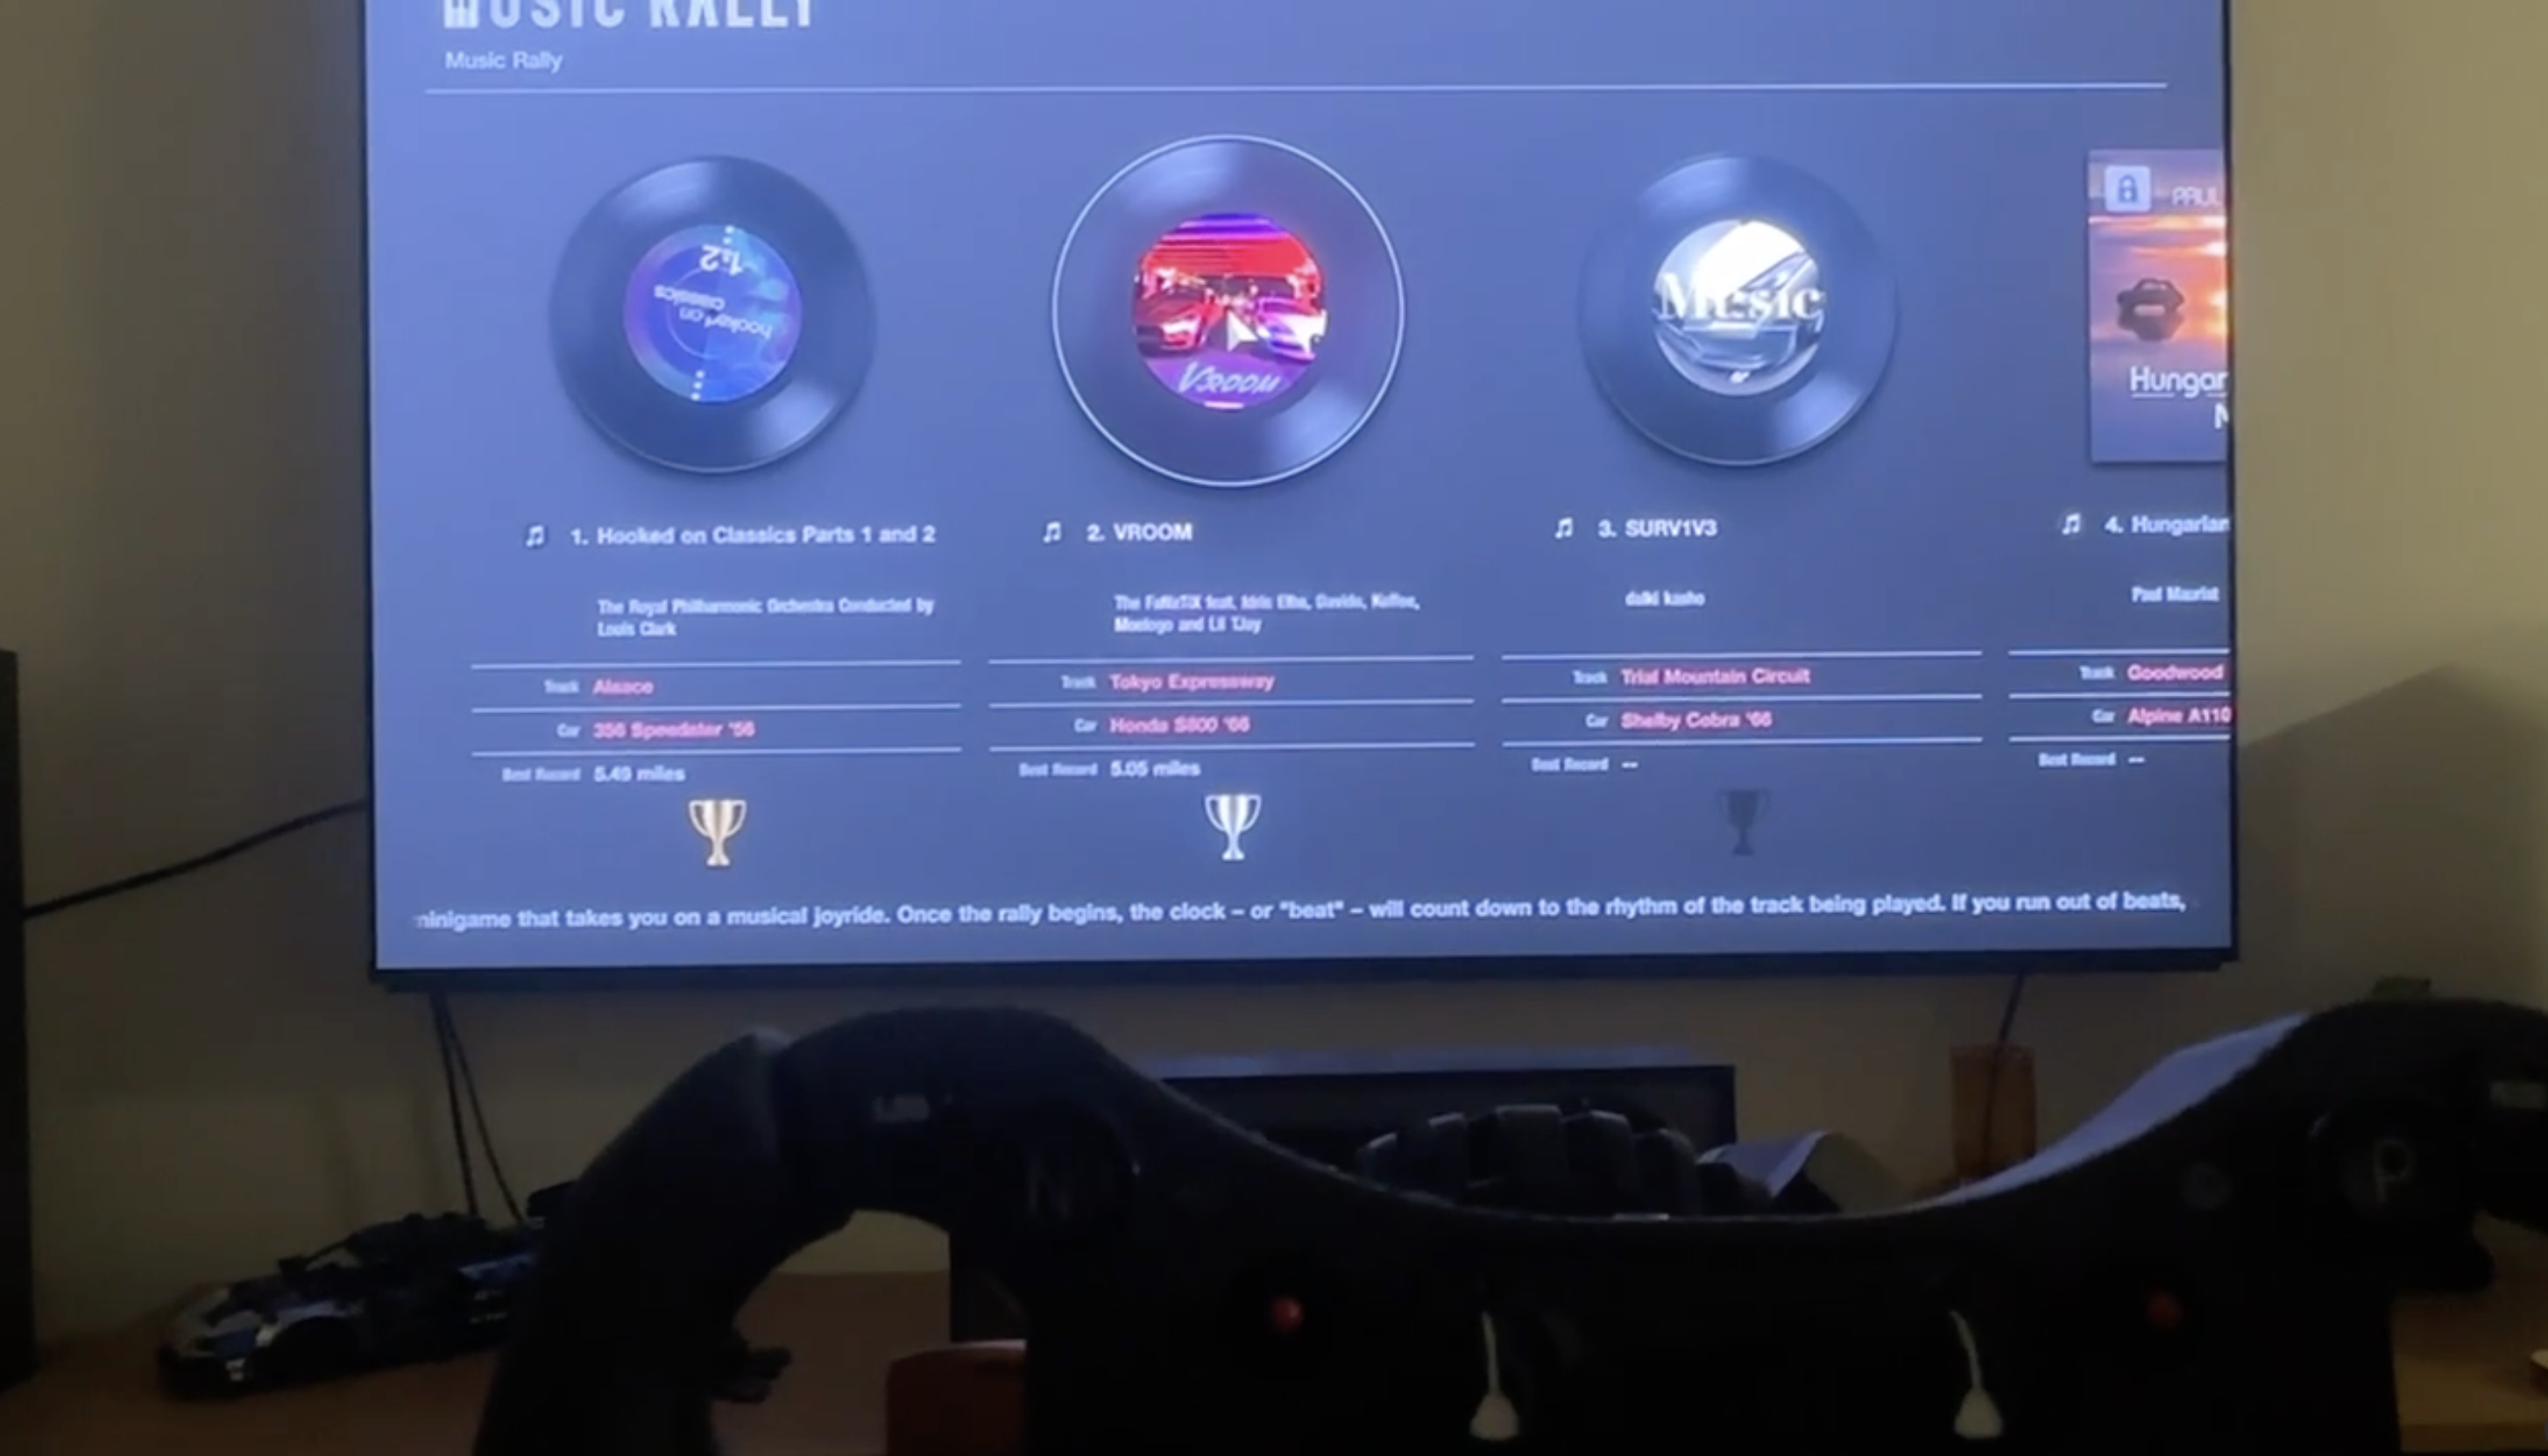 MUSIC RALLY
Music Rally
1:2
hooked on
classics
VROOM
Music
PAUL
Hungar
1. Hooked on Classics Parts 1 and 2
2. VROOM
3. SURV1V3
4. Hungarian
The Royal Philharmonic Orchestra Conducted by
Louis Clark
The FaNaTiX feat. Idris Elba, Davido, Koffee,
Moelogo and Lil TJay
daiki kasho
Paul Mauriat
Track Alsace
Track Tokyo Expressway
Track Trial Mountain Circuit
Track Goodwood
Car 356 Speedster '56
Car Honda S800 '66
Car Shelby Cobra '66
Car Alpine A110
Best Record 5.49 miles
Best Record 5.05 miles
Best Record --
Best Record --
minigame that takes you on a musical joyride. Once the rally begins, the clock – or "beat" – will count down to the rhythm of the track being played. If you run out of beats,
N
P